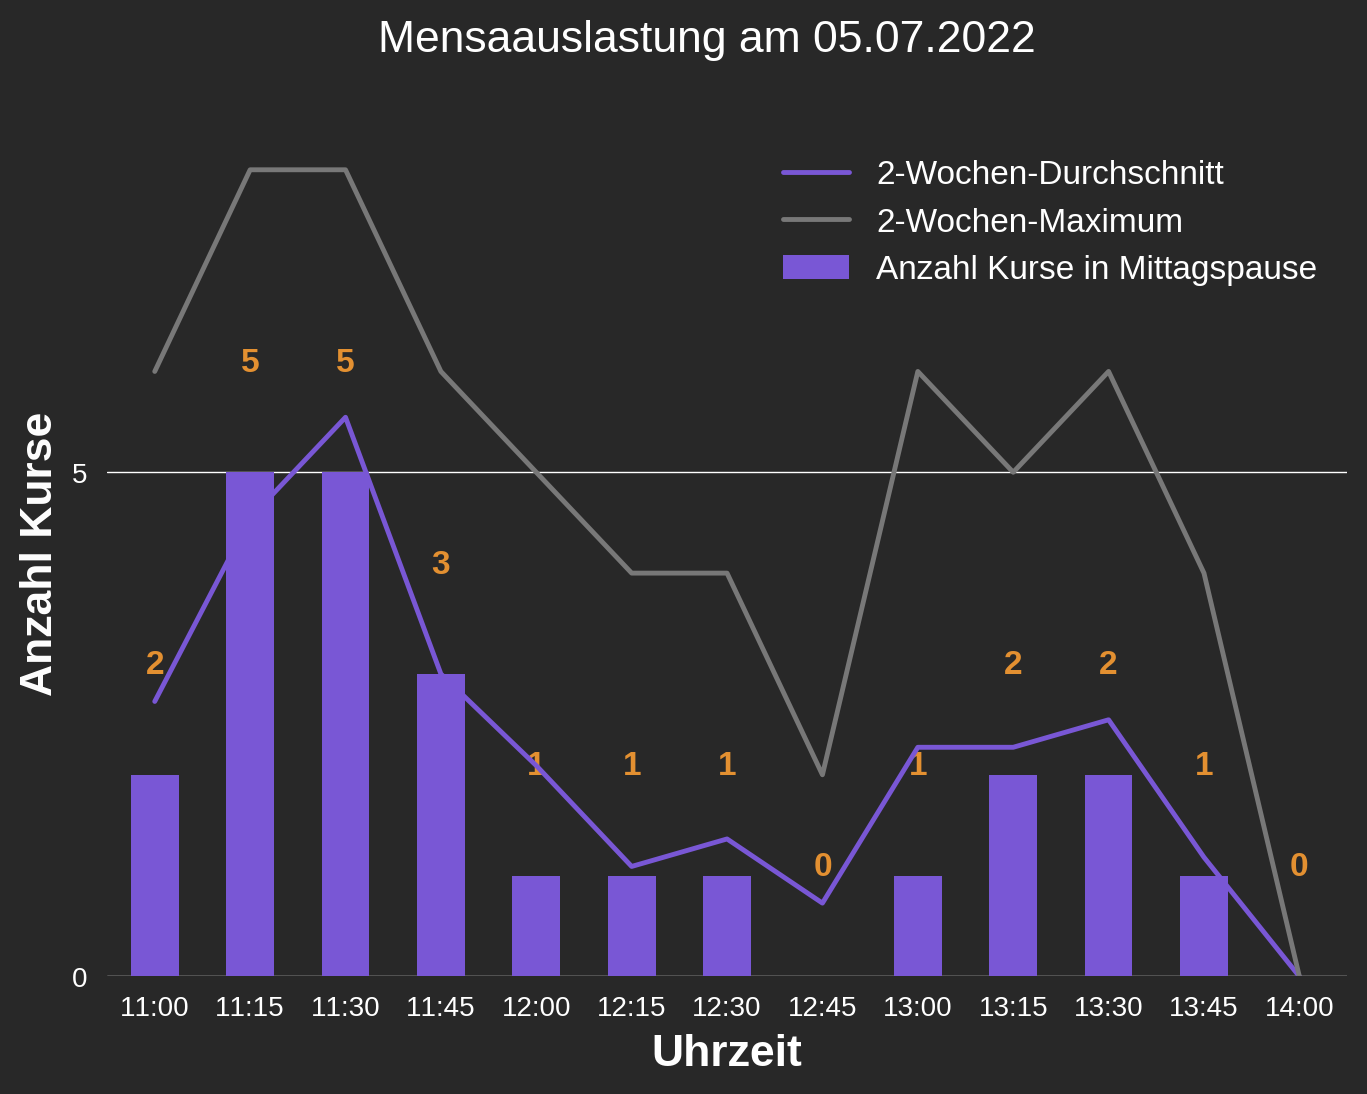 Mensaauslastung am 05.07.2022
2-Wochen-Durchschnitt
2-Wochen-Maximum
Anzahl Kurse in Mittagspause
5 5
Anzahl Kurse
5
3
2 2 2
1 1 1 1 1
0 0
0
11:00 11:15 11:30 11:45 12:00 12:15 12:30 12:45 13:00 13:15 13:30 13:45 14:00
Uhrzeit